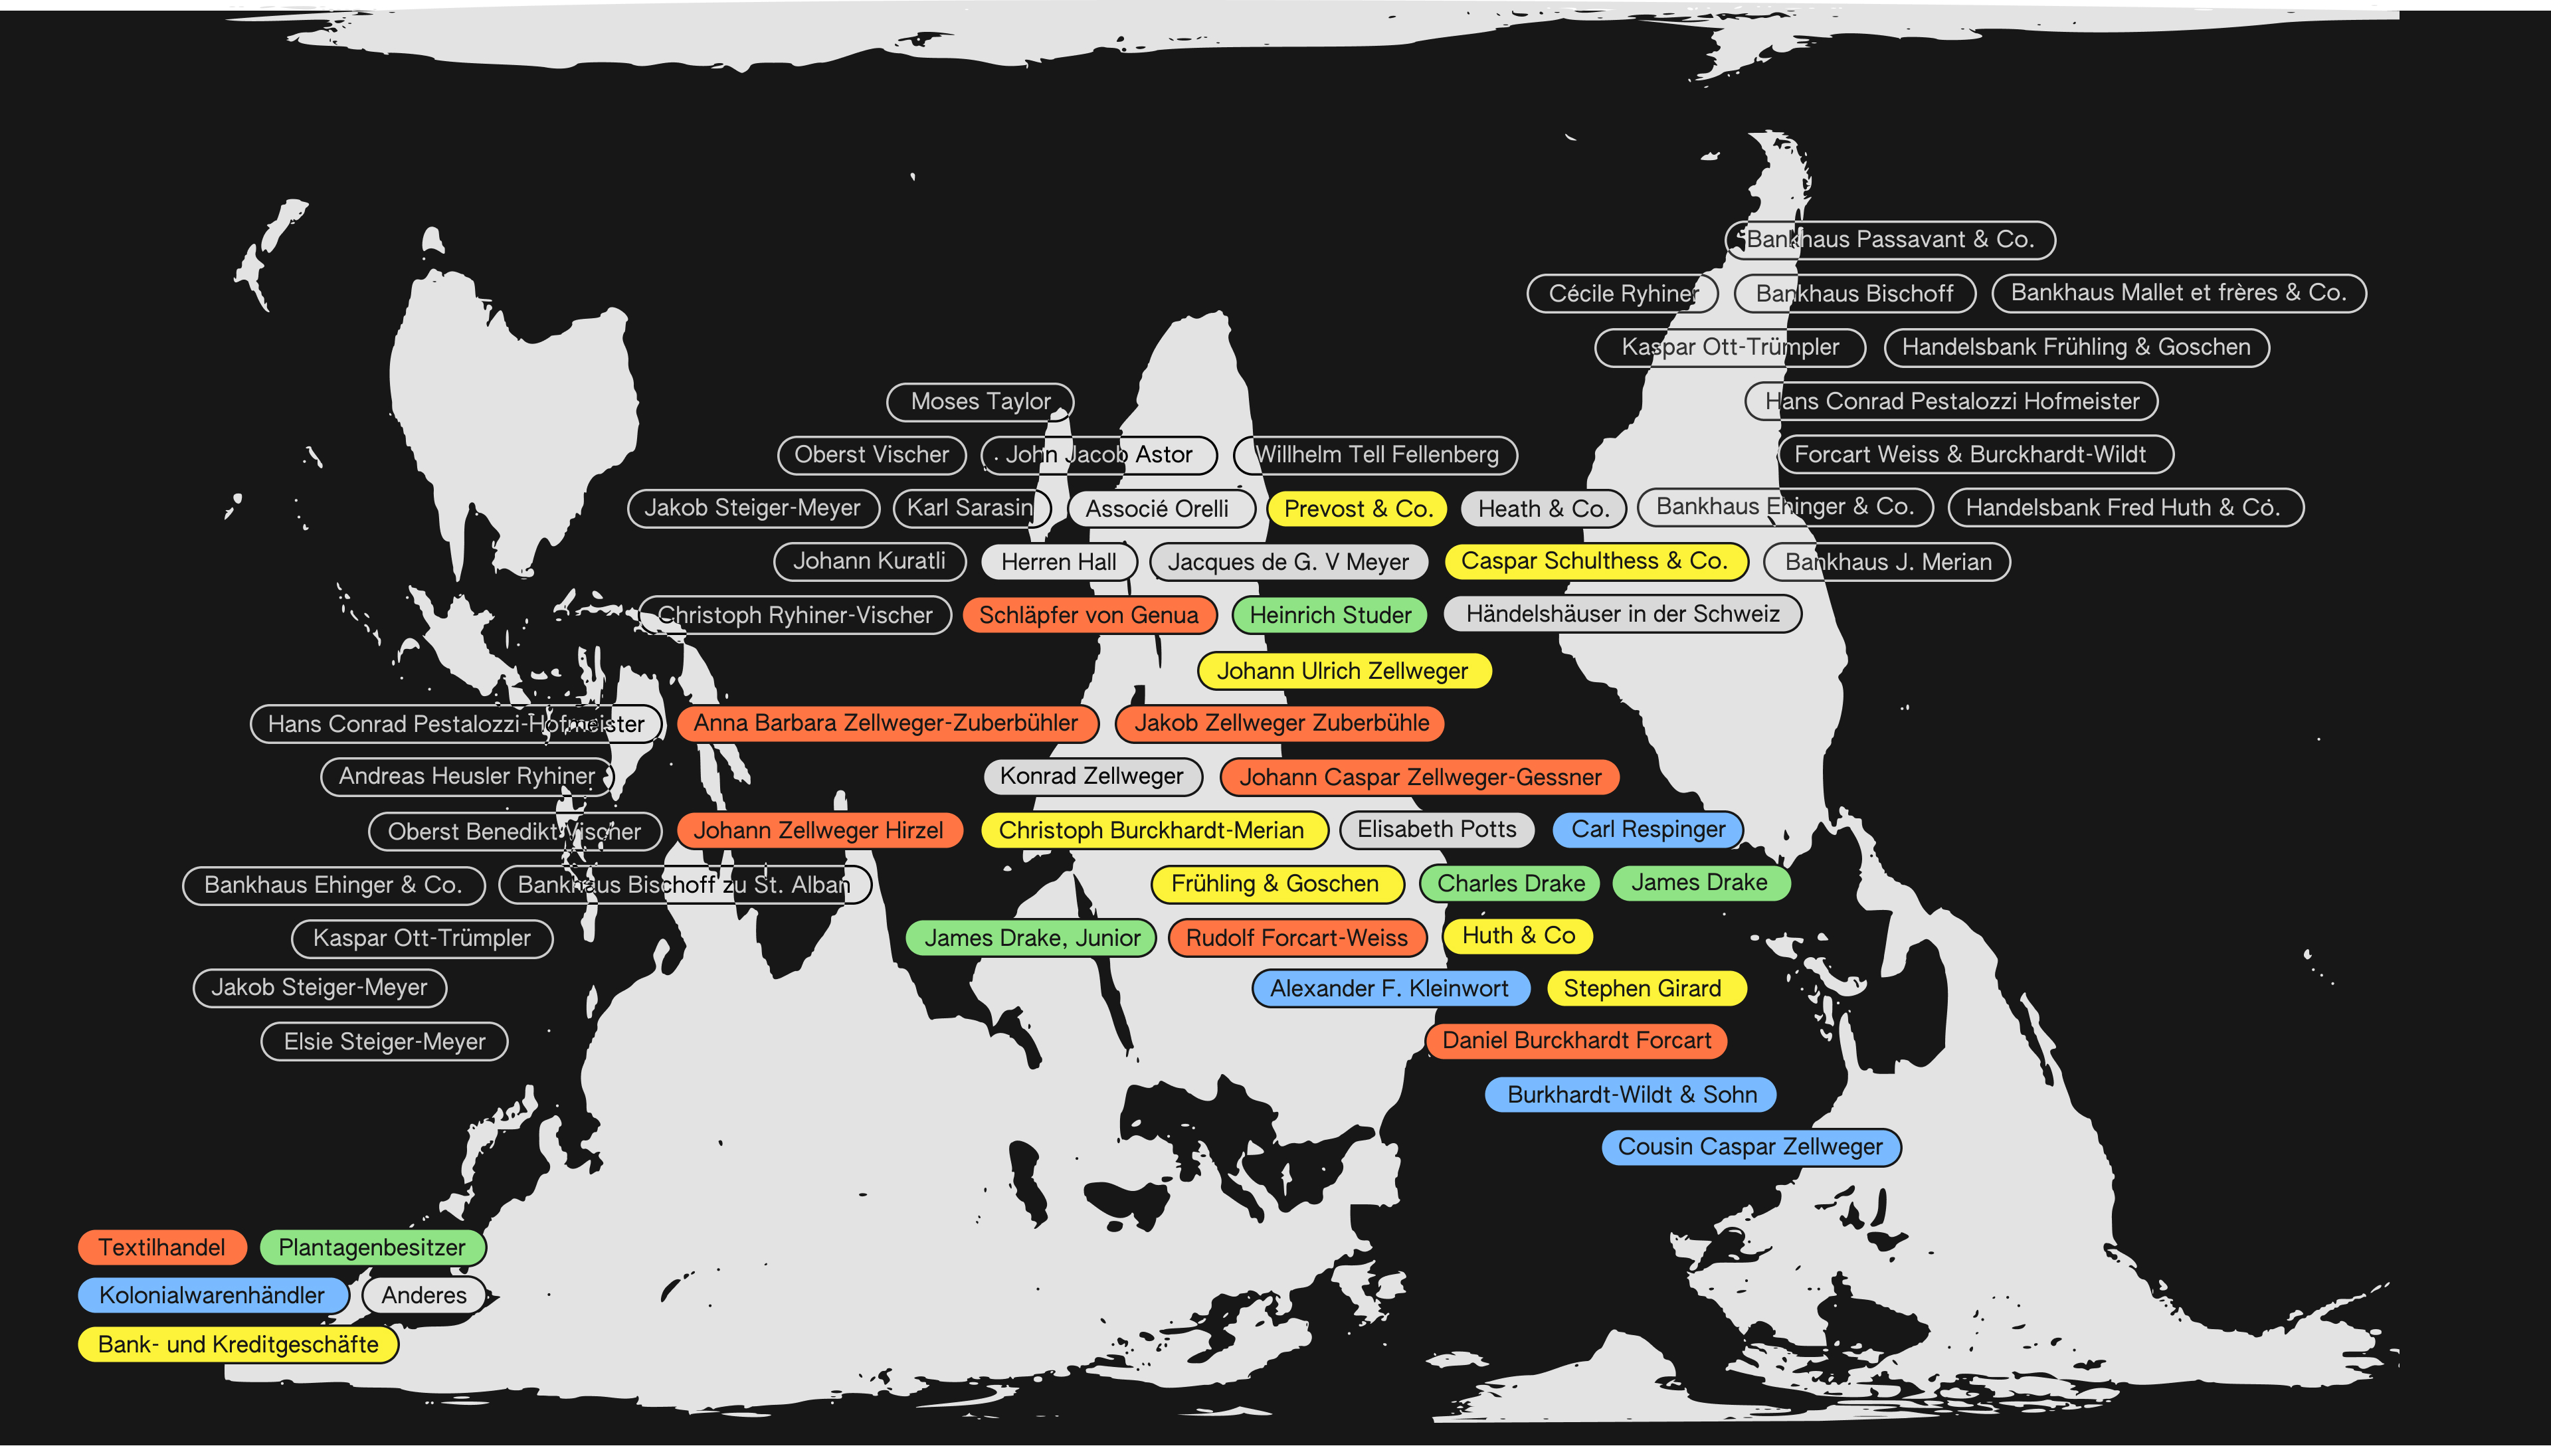 Bankhaus Passavant & Co.
Cécile Ryhiner
Bankhaus Bischoff
Bankhaus Mallet et frères & Co.
Kaspar Ott-Trümpler
Handelsbank Frühling & Goschen
Moses Taylor
Hans Conrad Pestalozzi Hofmeister
Oberst Vischer
John Jacob Astor
Willhelm Tell Fellenberg
Forcart Weiss & Burckhardt-Wildt
Jakob Steiger-Meyer
Karl Sarasin
Associé Orelli
Prevost & Co.
Heath & Co.
Bankhaus Ehinger & Co.
Handelsbank Fred Huth & Co.
Johann Kuratli
Herren Hall
Jacques de G. V Meyer
Caspar Schulthess & Co.
Bankhaus J. Merian
Christoph Ryhiner-Vischer
Schläpfer von Genua
Heinrich Studer
Händelshäuser in der Schweiz
Johann Ulrich Zellweger
Hans Conrad Pestalozzi-Hofmeister
Anna Barbara Zellweger-Zuberbühler
Jakob Zellweger Zuberbühle
Andreas Heusler Ryhiner
Konrad Zellweger
Johann Caspar Zellweger-Gessner
Oberst Benedikt Vischer
Johann Zellweger Hirzel
Christoph Burckhardt-Merian
Elisabeth Potts
Carl Respinger
Bankhaus Ehinger & Co.
Bankhaus Bischoff zu St. Alban
Frühling & Goschen
Charles Drake
James Drake
Kaspar Ott-Trümpler
James Drake, Junior
Rudolf Forcart-Weiss
Huth & Co
Jakob Steiger-Meyer
Alexander F. Kleinwort
Stephen Girard
Elsie Steiger-Meyer
Daniel Burckhardt Forcart
Burkhardt-Wildt & Sohn
Cousin Caspar Zellweger
Textilhandel
Plantagenbesitzer
Kolonialwarenhändler
Anderes
Bank- und Kreditgeschäfte